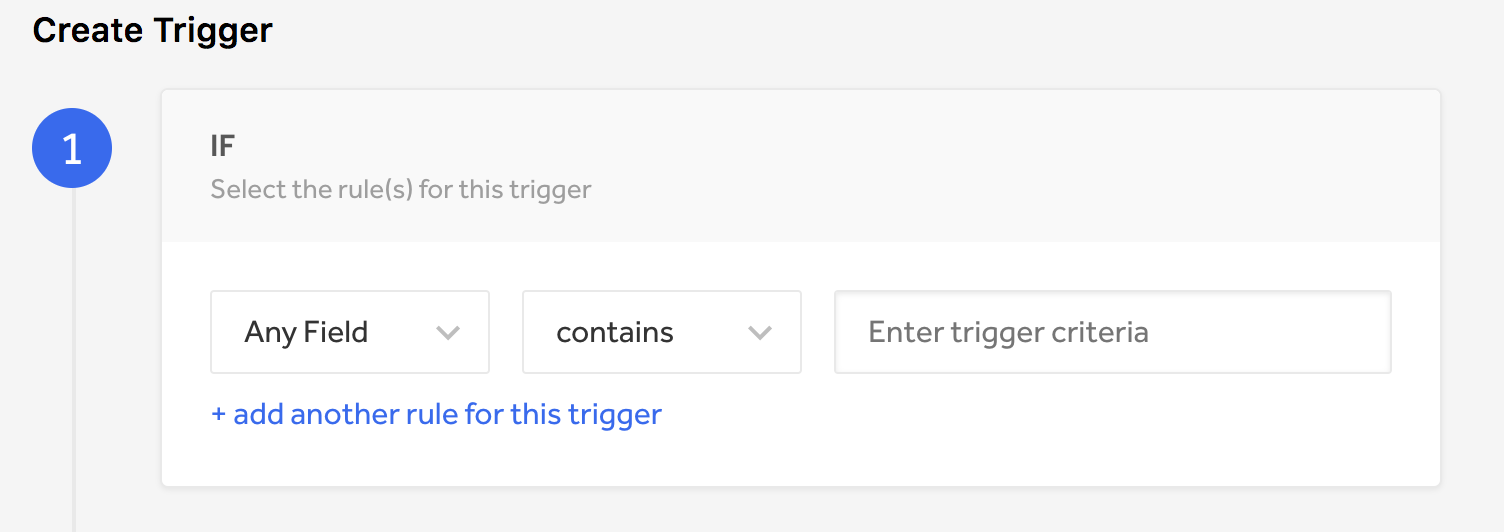 Create Trigger
1
IF
Select the rule(s) for this trigger
Any Field contains Enter trigger criteria
+ add another rule for this trigger